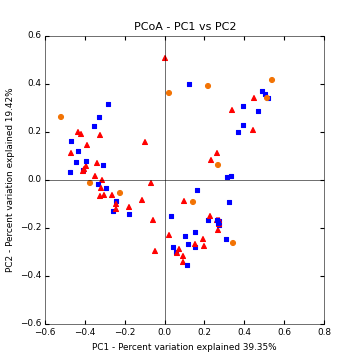 PCoA - PC1 vs PC2
PC2 - Percent variation explained 19.42%
0.6
0.4
0.2
0.0
−0.2
−0.4
−0.6
−0.6 −0.4 −0.2 0.0 0.2 0.4 0.6 0.8
PC1 - Percent variation explained 39.35%